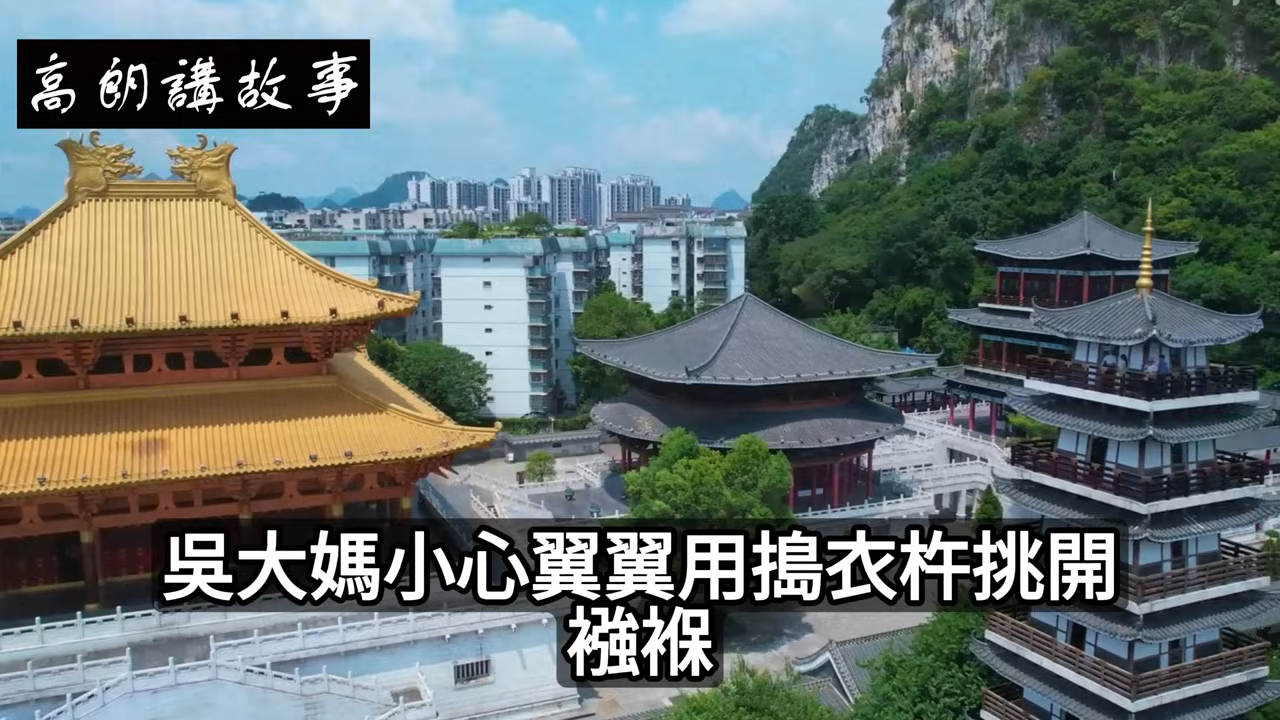 高朗講故事
吳大媽小心翼翼用搗衣杵挑開
襁褓